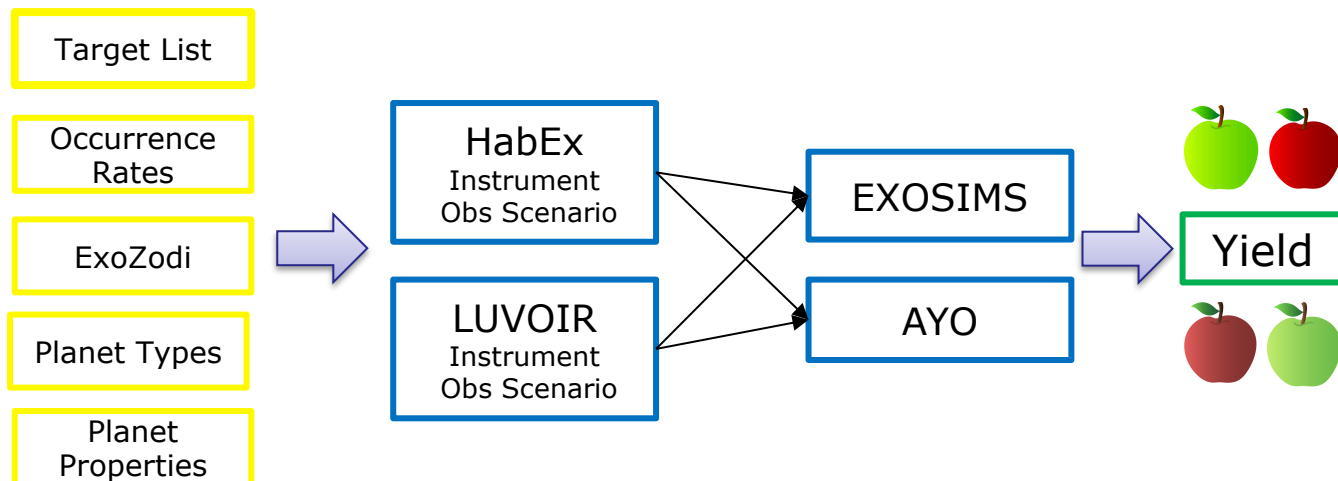 Target List
Occurrence
Rates
ExoZodi
Planet Types
Planet
Properties
HabEx
Instrument
Obs Scenario
LUVOIR
Instrument
Obs Scenario
EXOSIMS
AYO
Yield